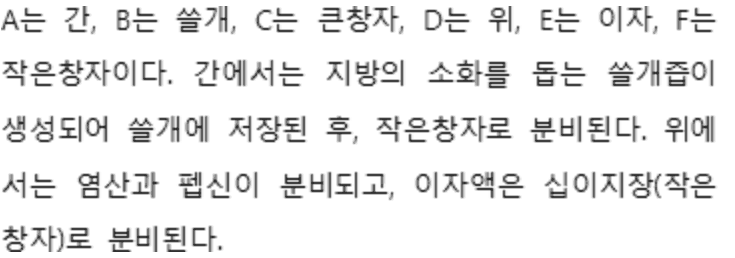 A는 간, B는 쓸개, C는 큰창자, D는 위, E는 이자, F는
작은창자이다. 간에서는 지방의 소화를 돕는 쓸개즙이
생성되어 쓸개에 저장된 후, 작은창자로 분비된다. 위에
서는 염산과 펩신이 분비되고, 이자액은 십이지장(작은
창자)로 분비된다.